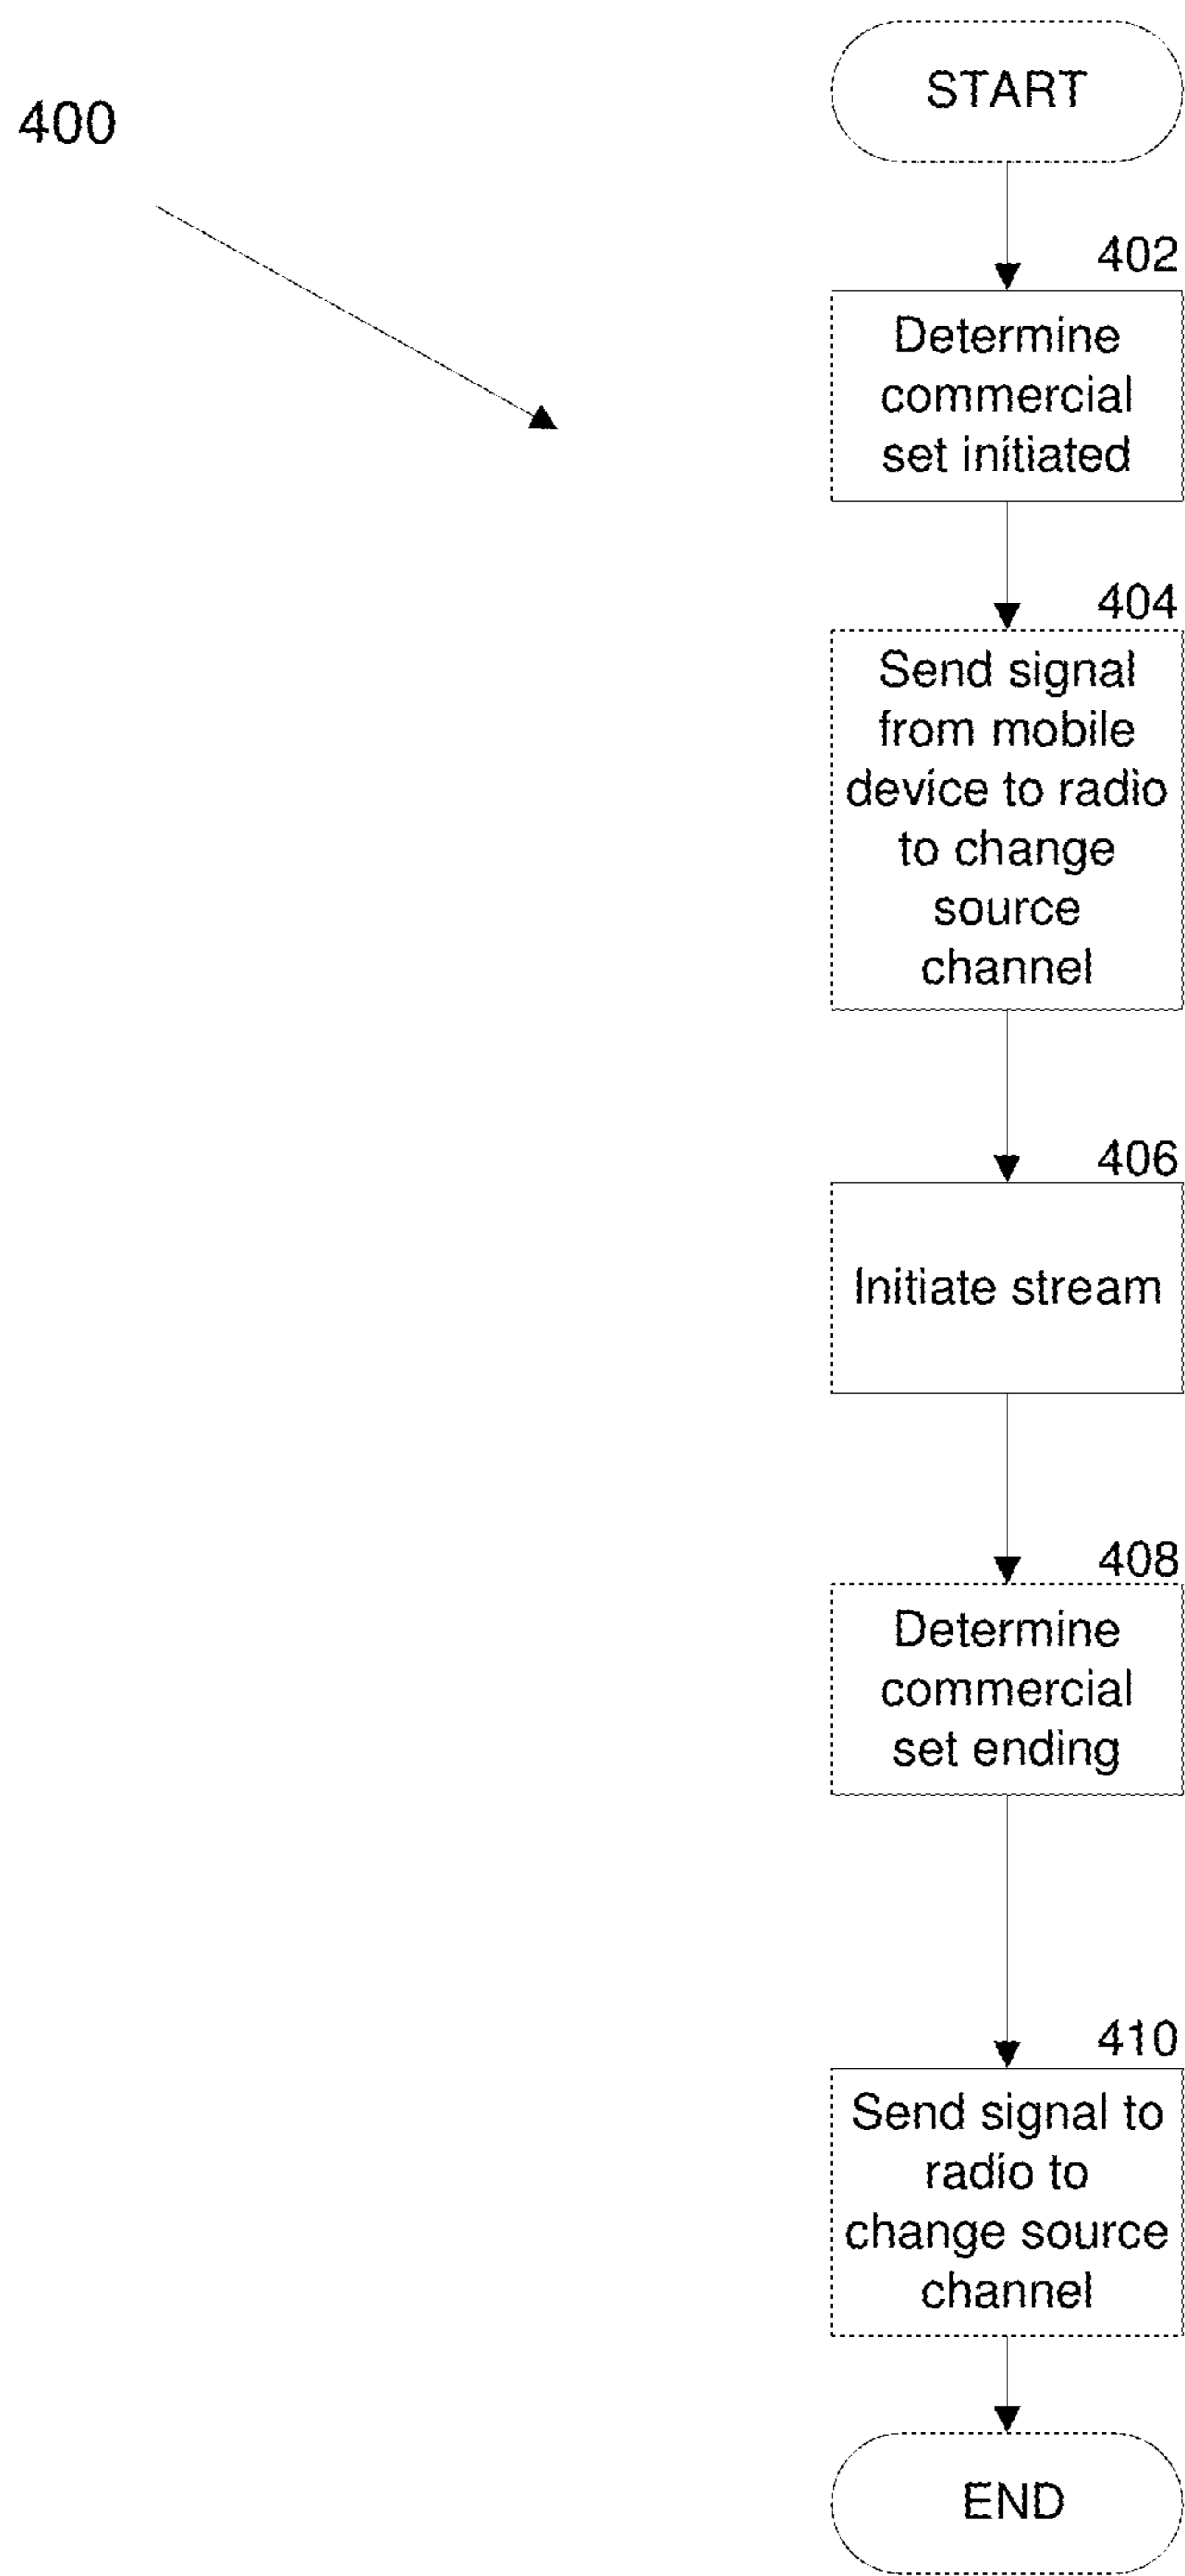 START
400
402
Determine
commercial
set initiated
404
Send signal
from mobile
device to radio
to change
source
channel
406
Initiate stream
408
Determine
commercial
set ending
410
Send signal to
radio to
change source
channel
END